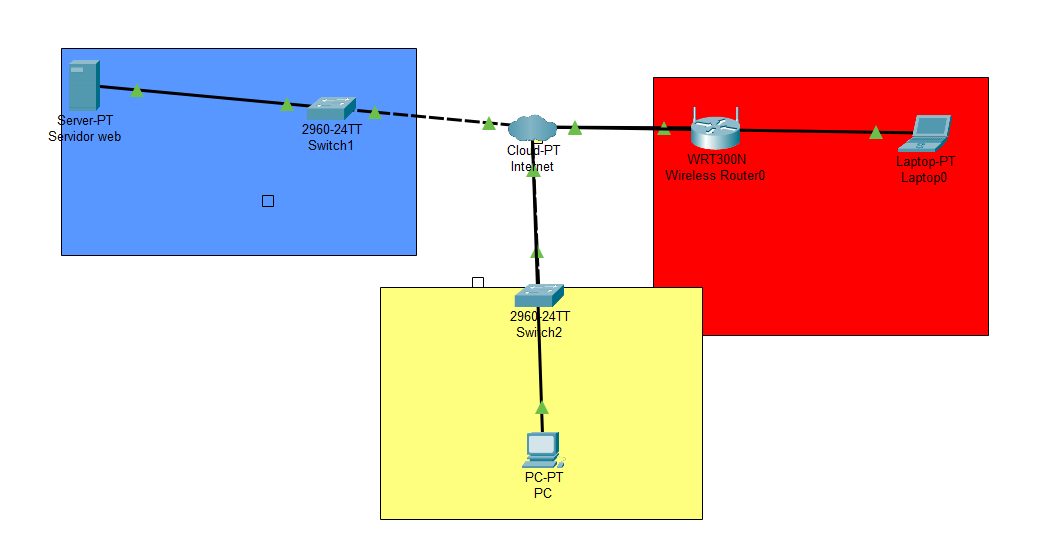 Server-PT
Servidor web
2960-24TT
Switch1
Cloud-PT
Internet
WRT300N
Wireless Router0
Laptop-PT
Laptop0
2960-24TT
Switch2
PC-PT
PC